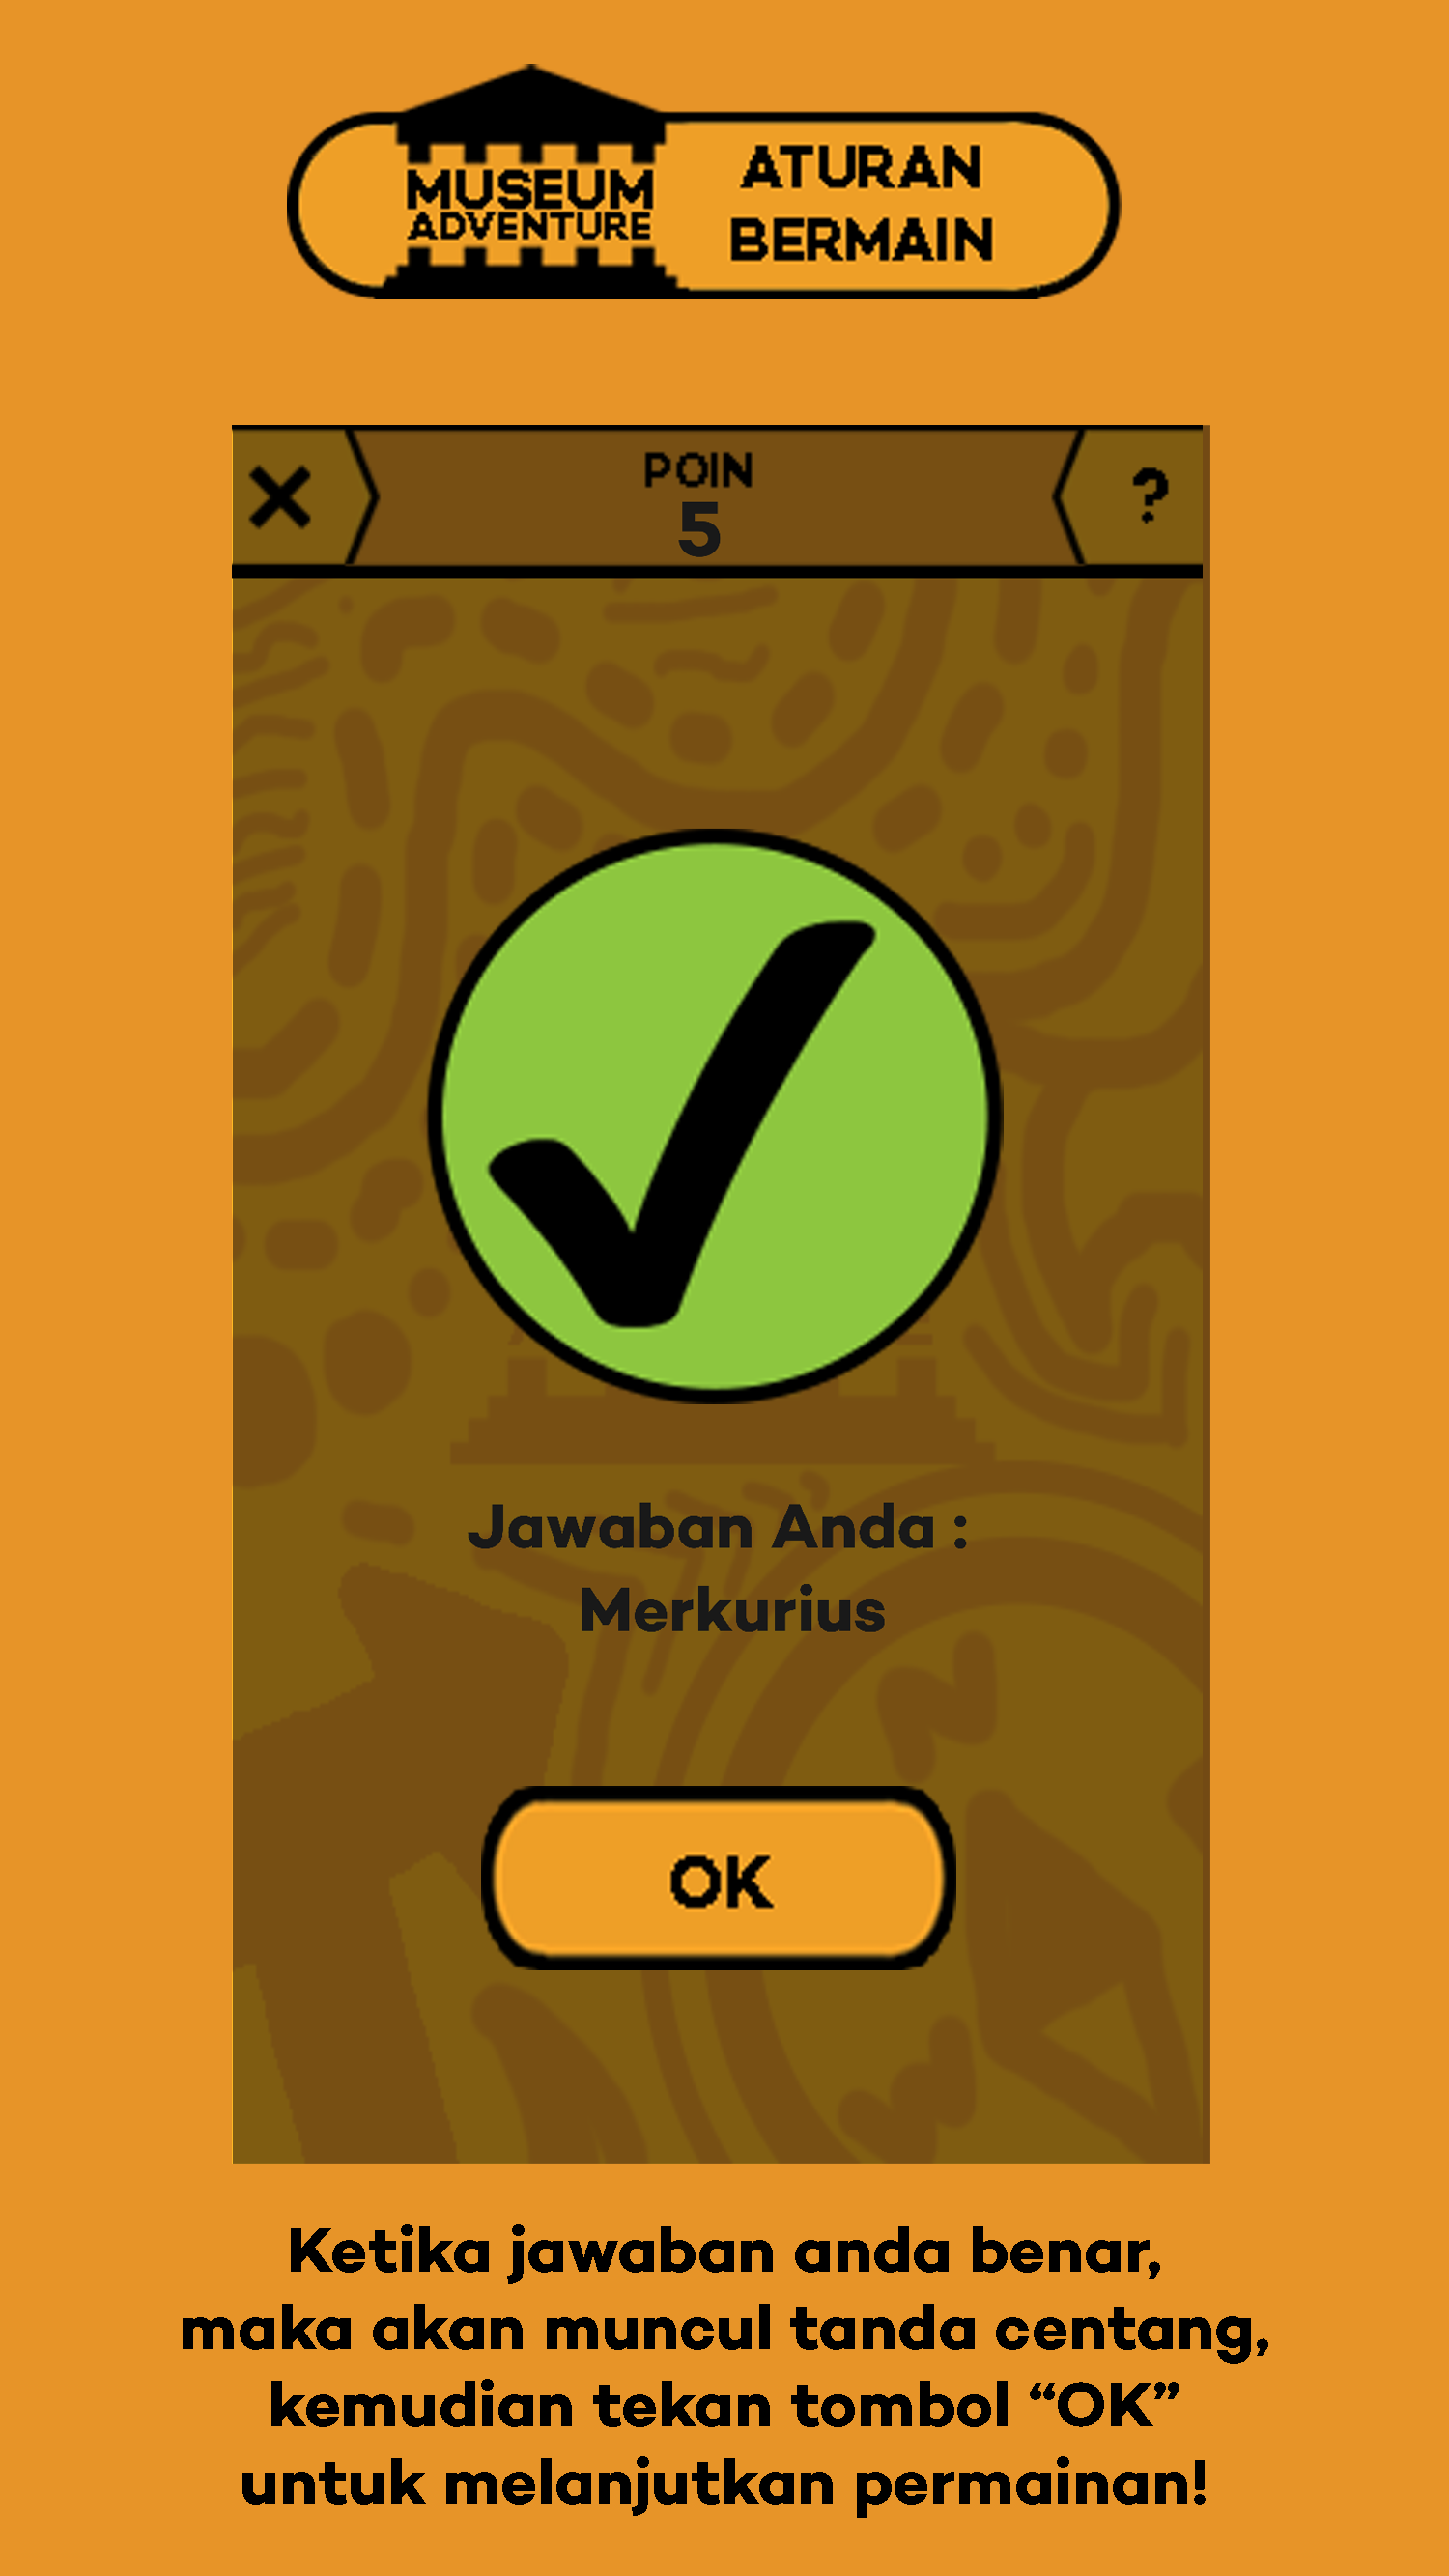 MUSEUM
ADVENTURE
ATURAN
BERMAIN
POIN
5
?
Jawaban Anda :
Merkurius
OK
Ketika jawaban anda benar,
maka akan muncul tanda centang,
kemudian tekan tombol “OK”
untuk melanjutkan permainan!